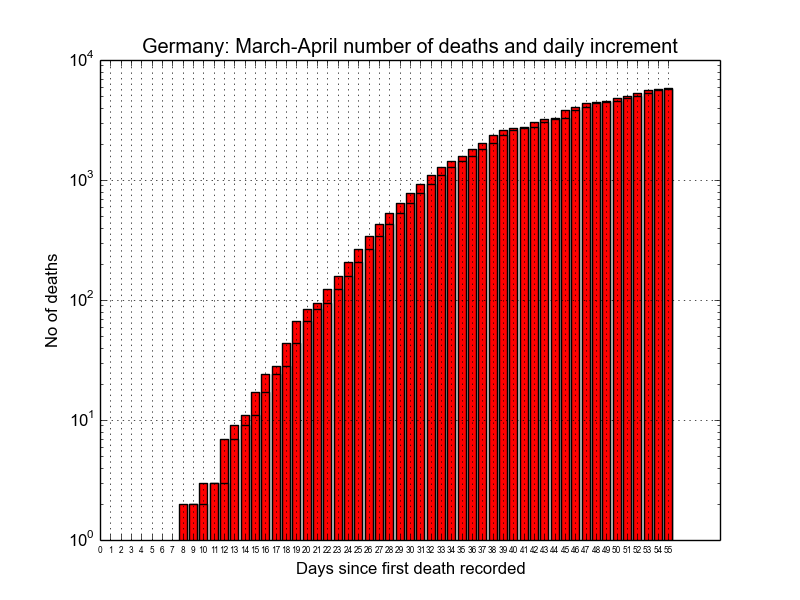 Germany: March-April number of deaths and daily increment
10^4
10^3
10^2
10^1
10^0
No of deaths
0 1 2 3 4 5 6 7 8 9 10 11 12 13 14 15 16 17 18 19 20 21 22 23 24 25 26 27 28 29 30 31 32 33 34 35 36 37 38 39 40 41 42 43 44 45 46 47 48 49 50 51 52 53 54 55
Days since first death recorded